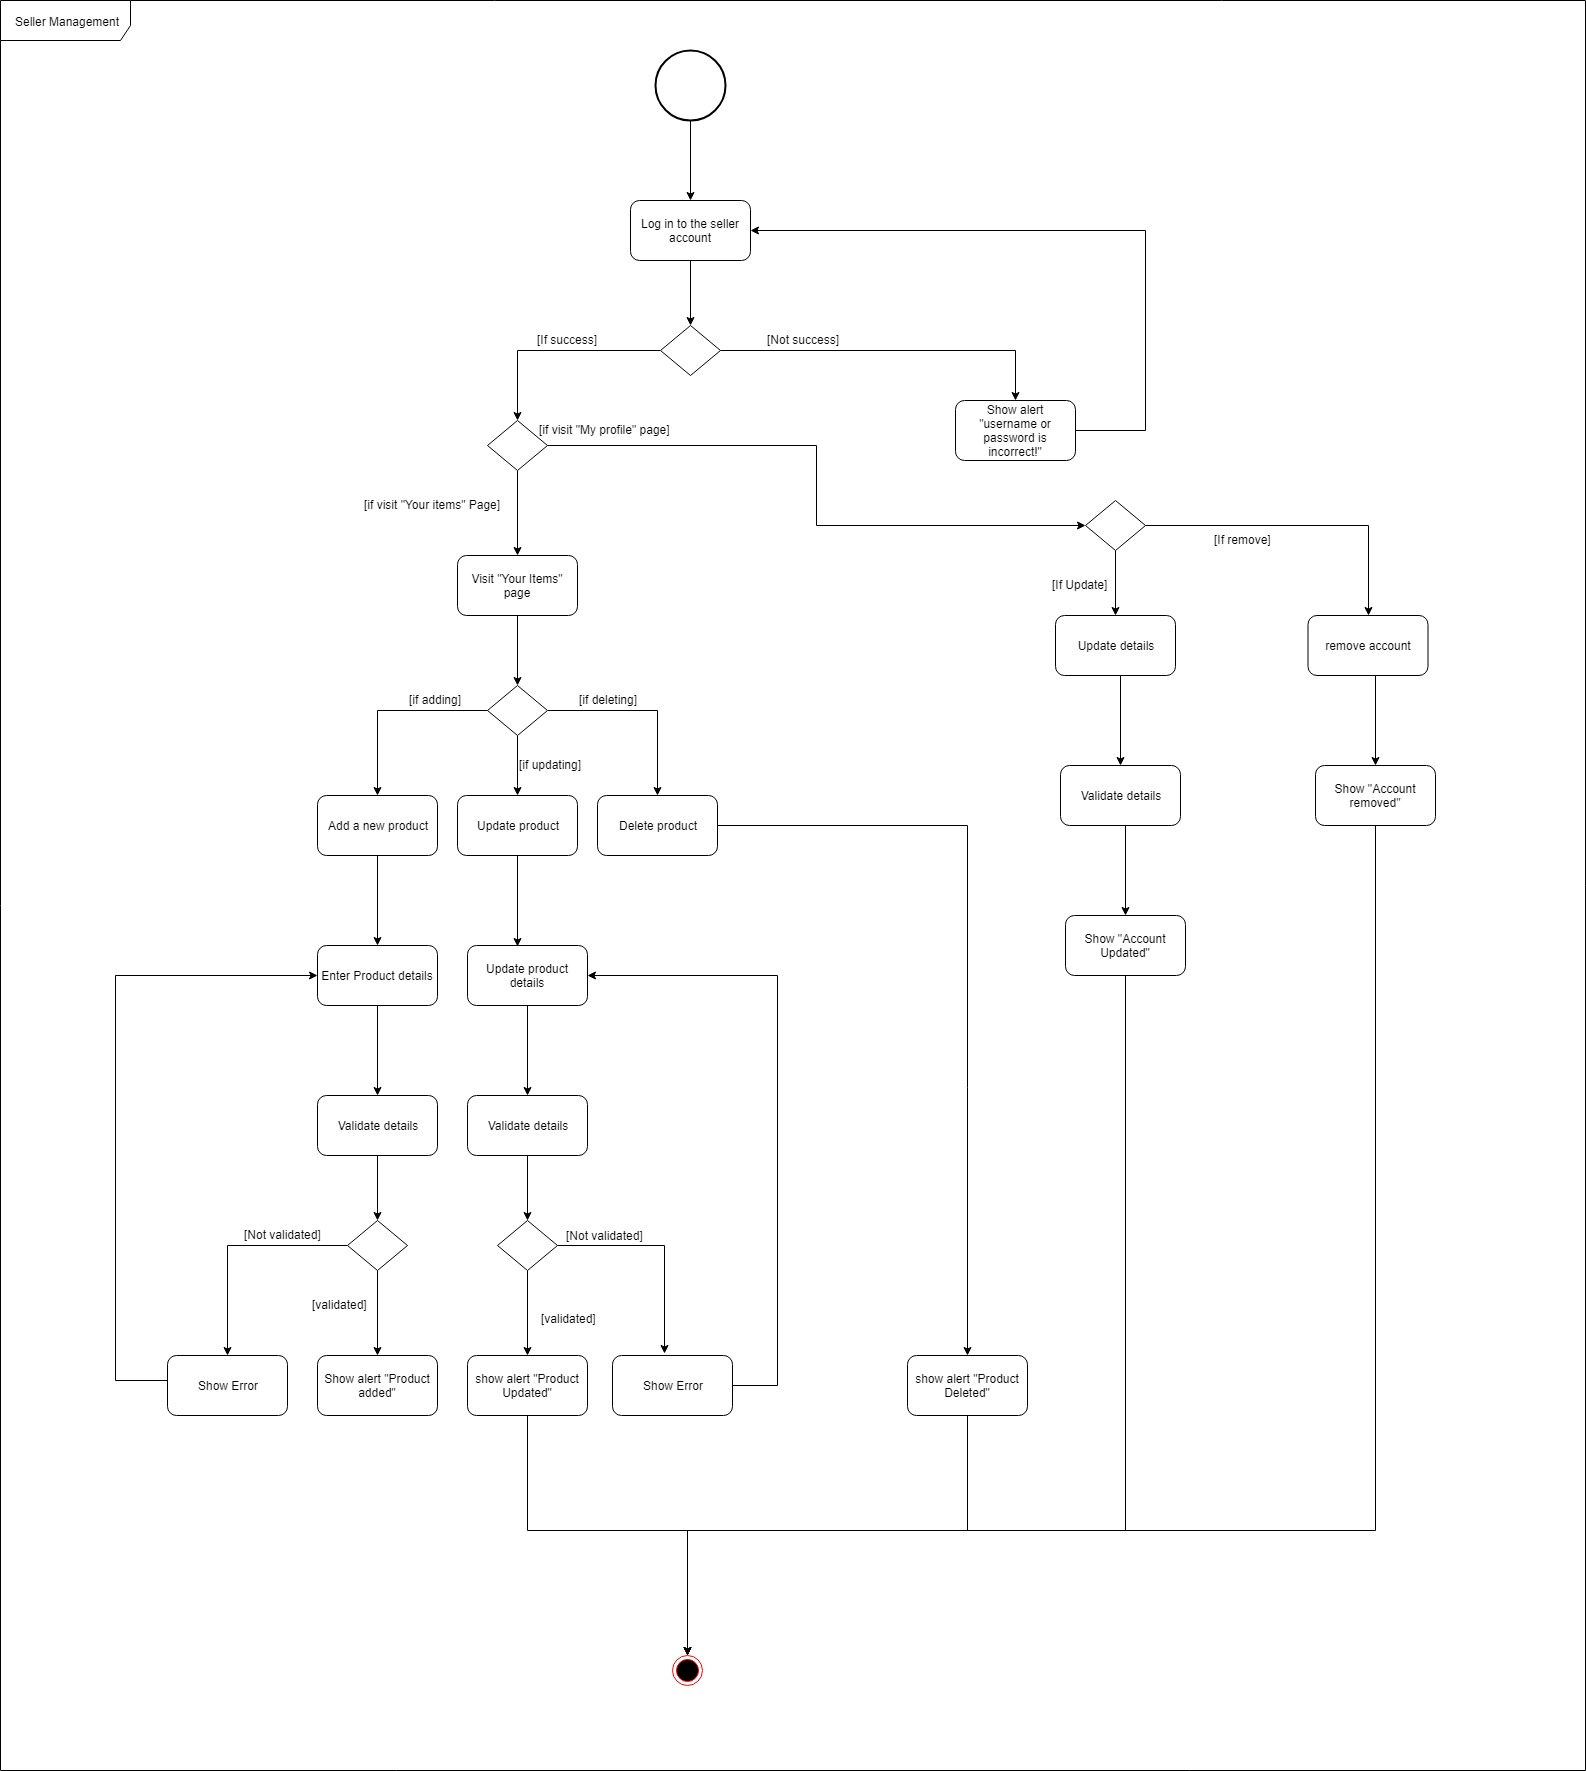 Seller Management
Log in to the seller
account
[If success]
[Not success]
Show alert
"username or
password is
incorrect!"
[if visit "My profile" page]
[if visit "Your items" Page]
[If remove]
Visit "Your Items"
page
[If Update]
Update details
remove account
[if adding]
[if deleting]
[if updating]
Validate details
Show "Account
removed"
Add a new product
Update product
Delete product
Show "Account
Updated"
Enter Product details
Update product
details
Validate details
Validate details
[Not validated]
[Not validated]
[validated]
[validated]
Show Error
Show alert "Product
added"
show alert "Product
Updated"
Show Error
show alert "Product
Deleted"